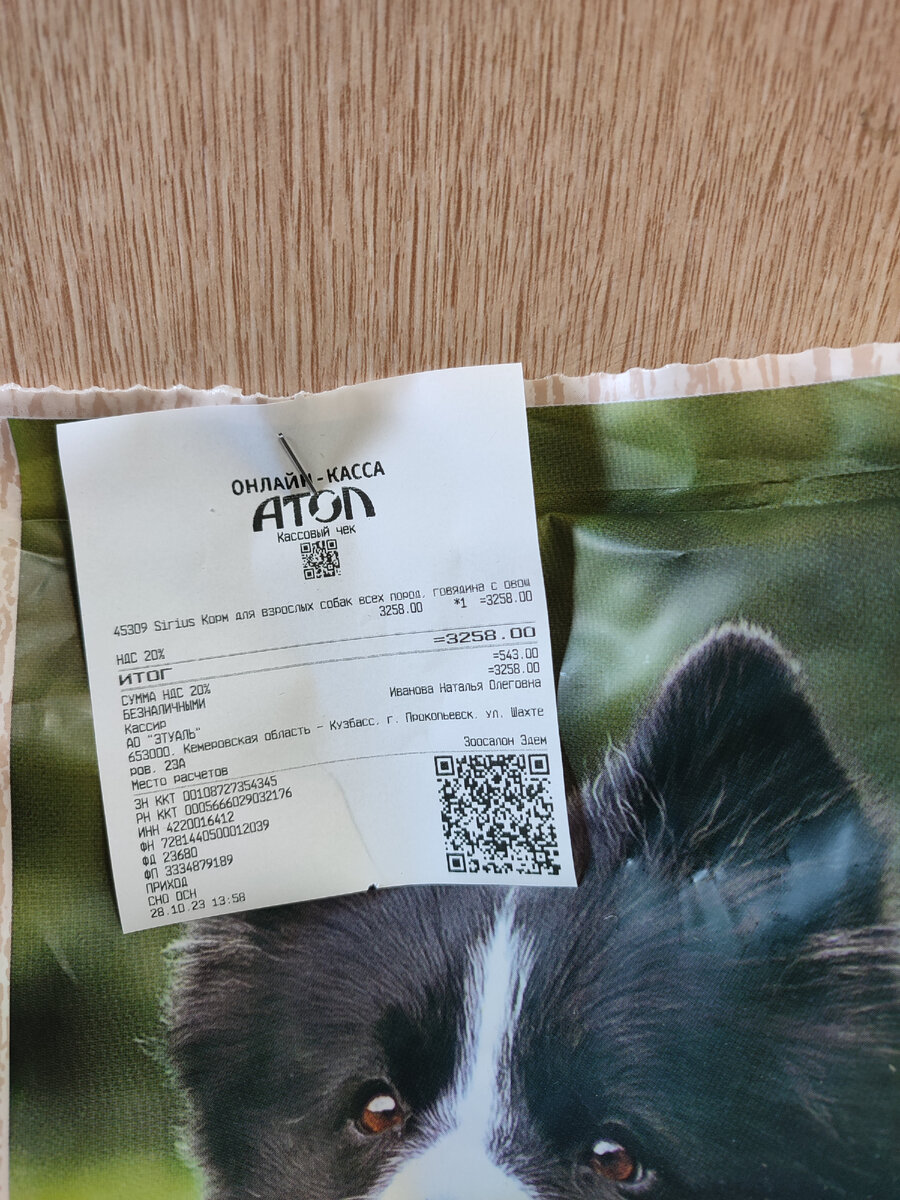 ОНЛАЙН-КАССА
АТОЛ
Кассовый чек
45309 Sirius Корм для взрослых собак всех пород, говядина с овощ
3258.00 *1 =3258.00
НДС 20%
ИТОГ =3258.00
СУММА НДС 20% =543.00
БЕЗНАЛИЧНЫМИ =3258.00
Кассир Иванова Наталья Олеговна
АО "ЭТУАЛЬ"
653000, Кемеровская область - Кузбасс, г. Прокопьевск, ул. Шахте
ров, 23А
Место расчетов Зоосалон Эдем
ЗН ККТ 00108727354345
РН ККТ 0005666029032176
ИНН 4220016412
ФН 7281440500012039
ФД 23680
ФП 3334879189
ПРИХОД
СНО ОСН
28.10.23 13:58